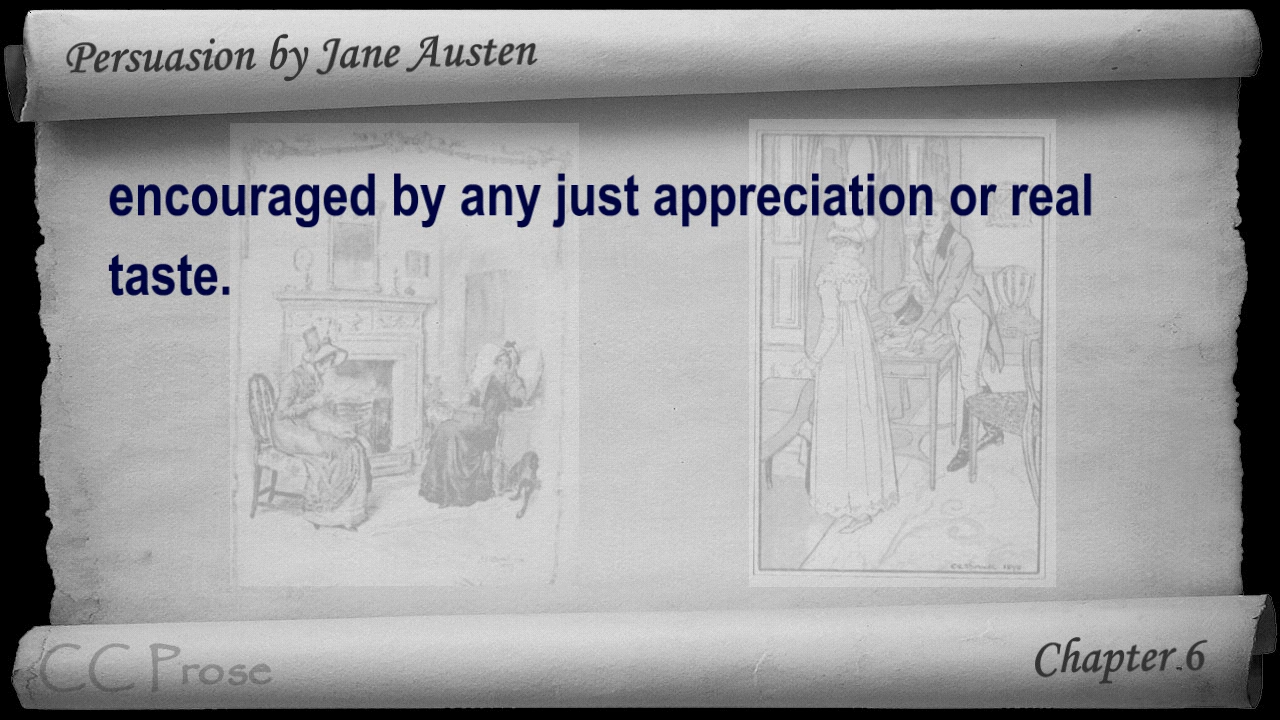 Persuasion by Jane Austen
encouraged by any just appreciation or real
taste.
CC Prose
Chapter 6